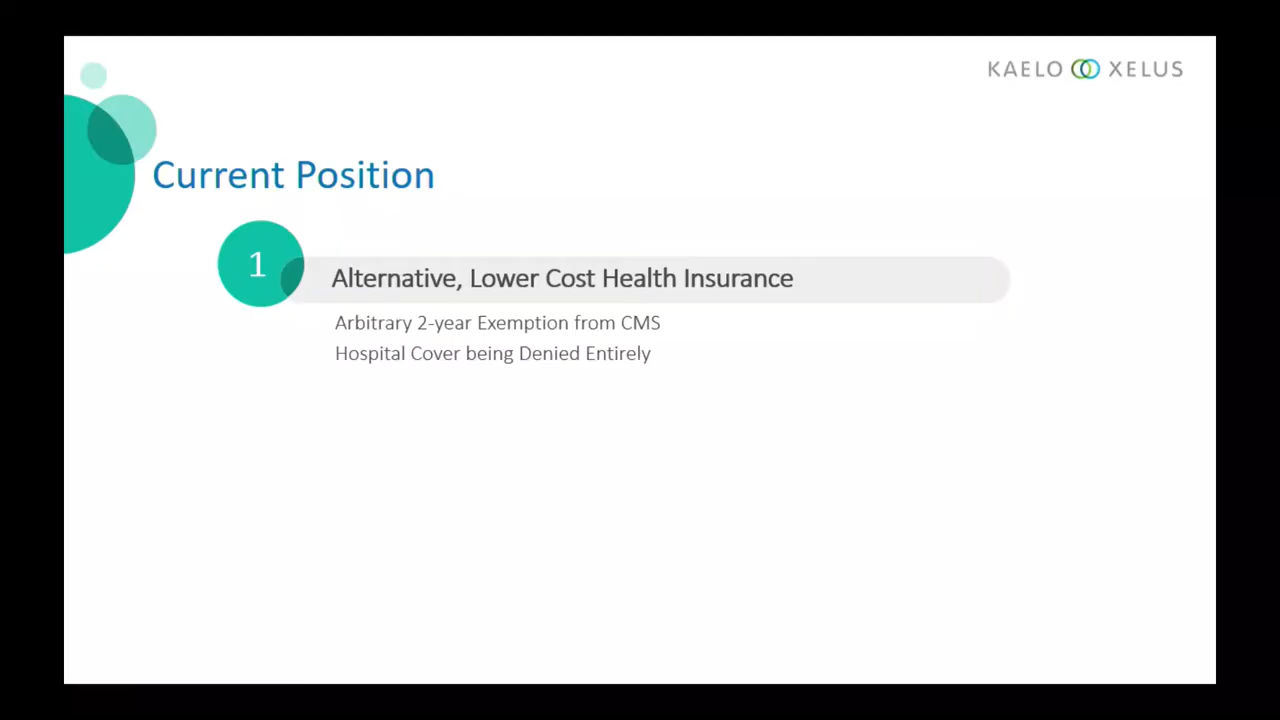 KAELO XELUS
Current Position
1
Alternative, Lower Cost Health Insurance
Arbitrary 2-year Exemption from CMS
Hospital Cover being Denied Entirely